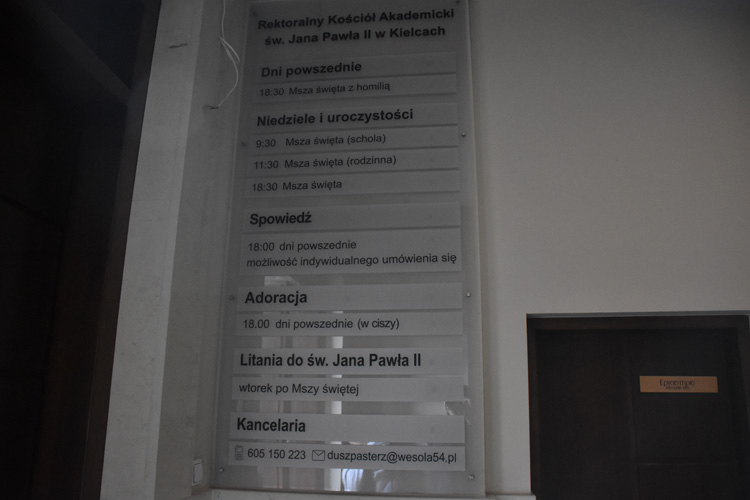 Rektoralny Kościół Akademicki
św. Jana Pawła II w Kielcach
Dni powszednie
18:30 Msza święta z homilią
Niedziele i uroczystości
9:30 Msza święta (schola)
11:30 Msza święta (rodzinna)
18:30 Msza święta
Spowiedź
18:00 dni powszednie
możliwość indywidualnego umówienia się
Adoracja
18.00 dni powszednie (w ciszy)
Litania do św. Jana Pawła II
wtorek po Mszy świętej
Kancelaria
605 150 223 duszpasterz@wesola54.pl